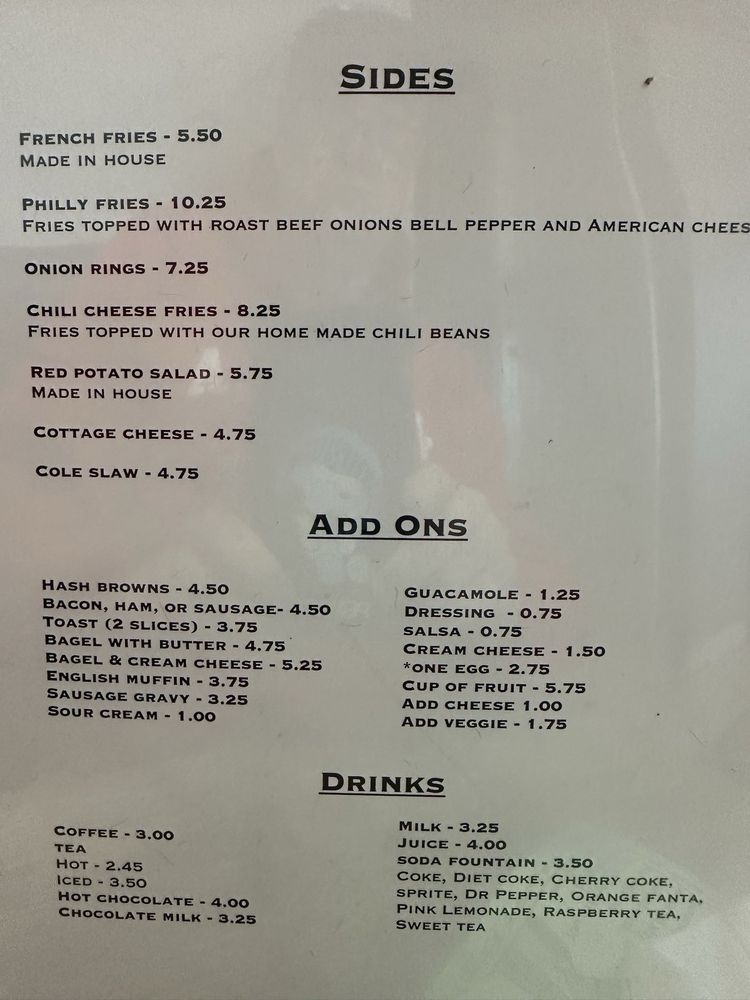 SIDES
FRENCH FRIES - 5.50
MADE IN HOUSE
PHILLY FRIES - 10.25
FRIES TOPPED WITH ROAST BEEF ONIONS BELL PEPPER AND AMERICAN CHEES
ONION RINGS - 7.25
CHILI CHEESE FRIES - 8.25
FRIES TOPPED WITH OUR HOME MADE CHILI BEANS
RED POTATO SALAD - 5.75
MADE IN HOUSE
COTTAGE CHEESE - 4.75
COLE SLAW - 4.75
ADD ONS
HASH BROWNS - 4.50
BACON, HAM, OR SAUSAGE- 4.50
TOAST (2 SLICES) - 3.75
BAGEL WITH BUTTER - 4.75
BAGEL & CREAM CHEESE - 5.25
ENGLISH MUFFIN - 3.75
SAUSAGE GRAVY - 3.25
SOUR CREAM - 1.00
GUACAMOLE - 1.25
DRESSING - 0.75
SALSA - 0.75
CREAM CHEESE - 1.50
*ONE EGG - 2.75
CUP OF FRUIT - 5.75
ADD CHEESE 1.00
ADD VEGGIE - 1.75
DRINKS
COFFEE - 3.00
TEA
HOT - 2.45
ICED - 3.50
HOT CHOCOLATE - 4.00
CHOCOLATE MILK - 3.25
MILK - 3.25
JUICE - 4.00
SODA FOUNTAIN - 3.50
COKE, DIET COKE, CHERRY COKE,
SPRITE, DR PEPPER, ORANGE FANTA,
PINK LEMONADE, RASPBERRY TEA,
SWEET TEA